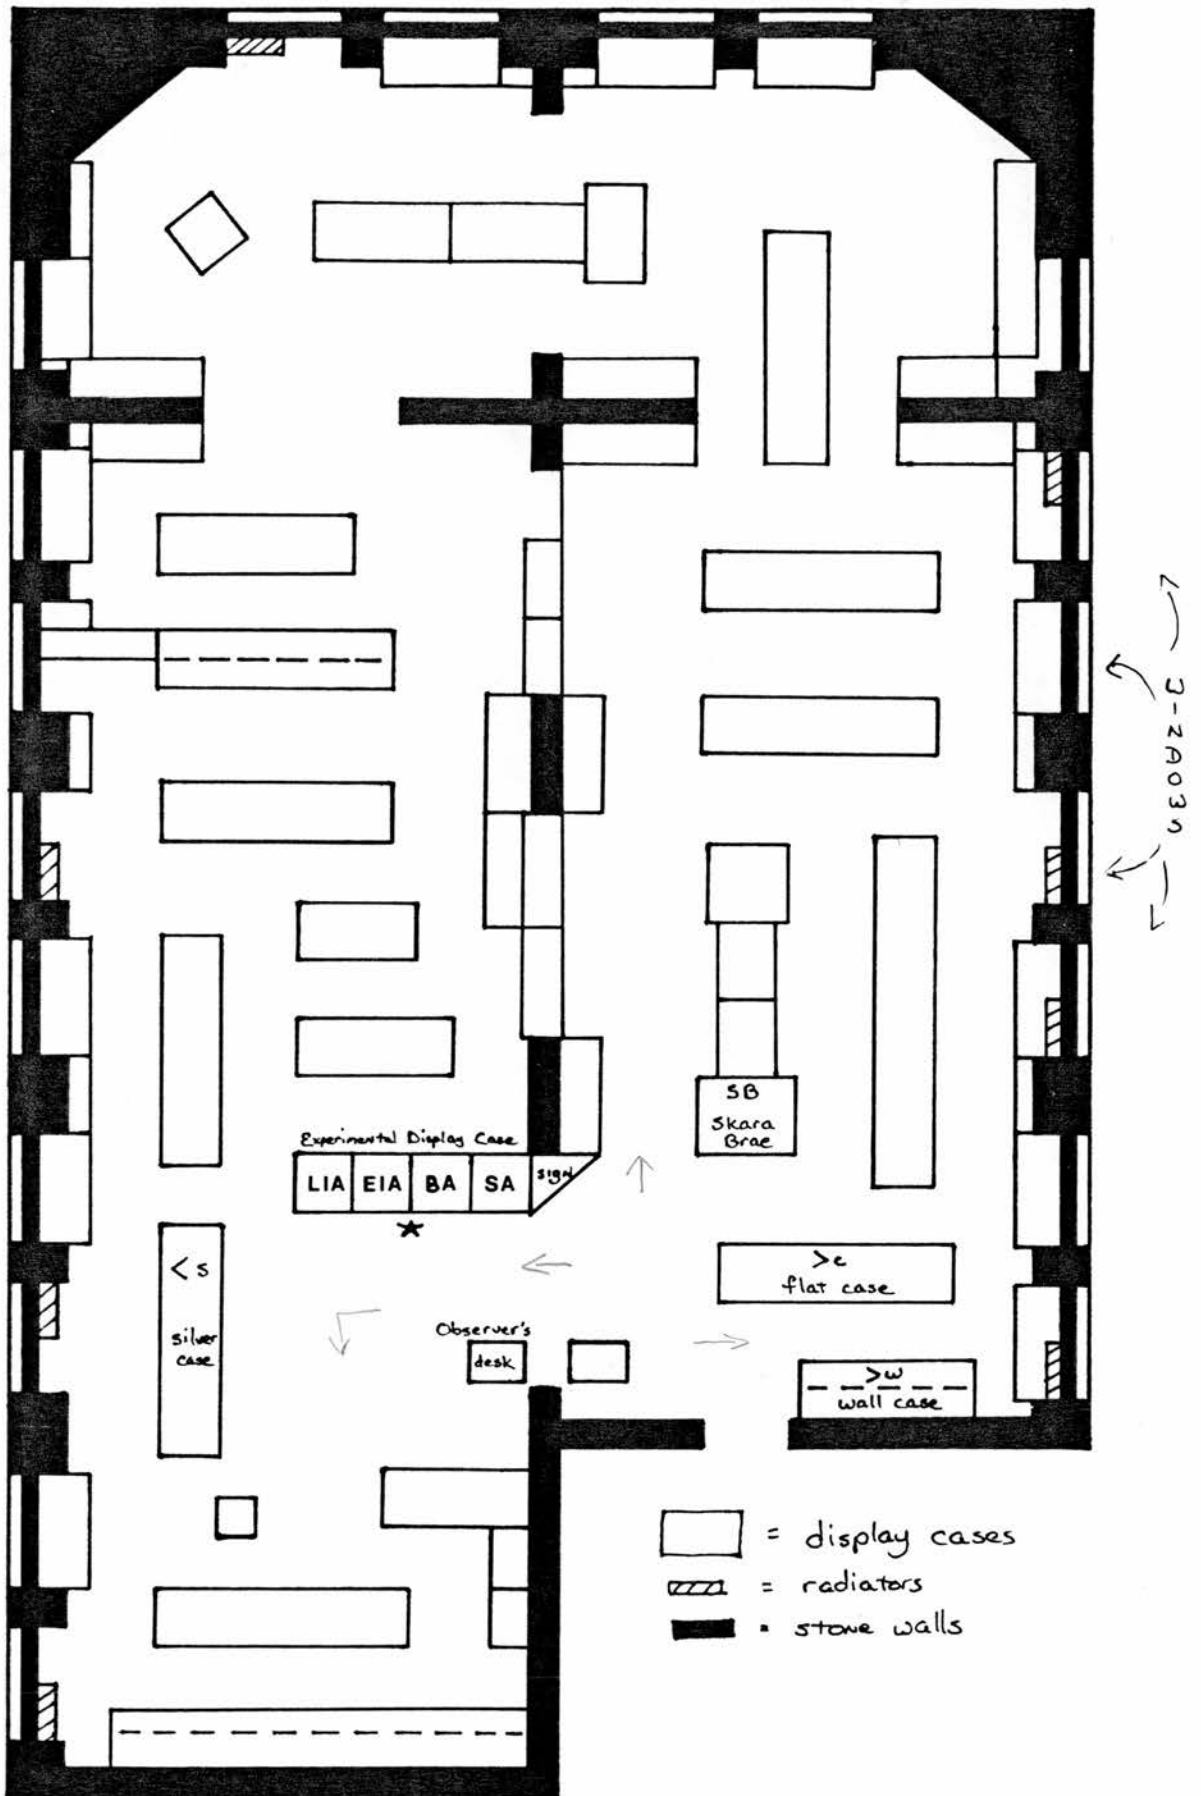 SB
Skara
Brae
Experimental Display Case
LIA EIA BA SA SIGN
< s
silver
case
> e
flat case
Observer's
desk
> w
wall case
WINDOWS
= display cases
= radiators
= stone walls